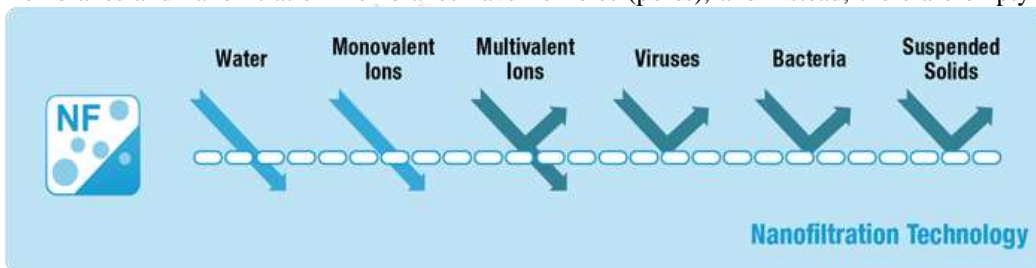 Water
Monovalent Ions
Multivalent Ions
Viruses
Bacteria
Suspended Solids
NF
Nanofiltration Technology